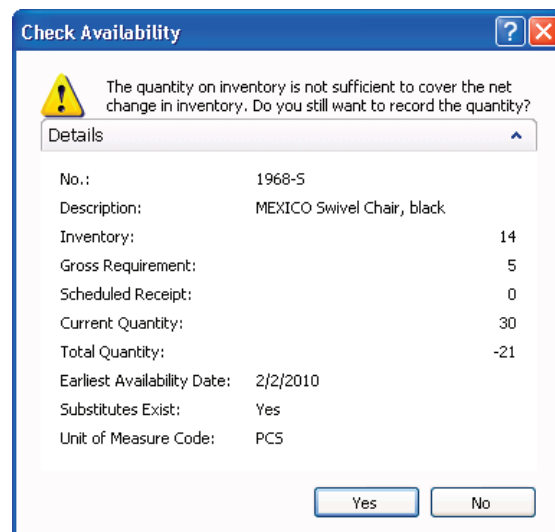 Check Availability
The quantity on inventory is not sufficient to cover the net
change in inventory. Do you still want to record the quantity?
Details
No.: 1968-S
Description: MEXICO Swivel Chair, black
Inventory: 14
Gross Requirement: 5
Scheduled Receipt: 0
Current Quantity: 30
Total Quantity: -21
Earliest Availability Date: 2/2/2010
Substitutes Exist: Yes
Unit of Measure Code: PCS
Yes No